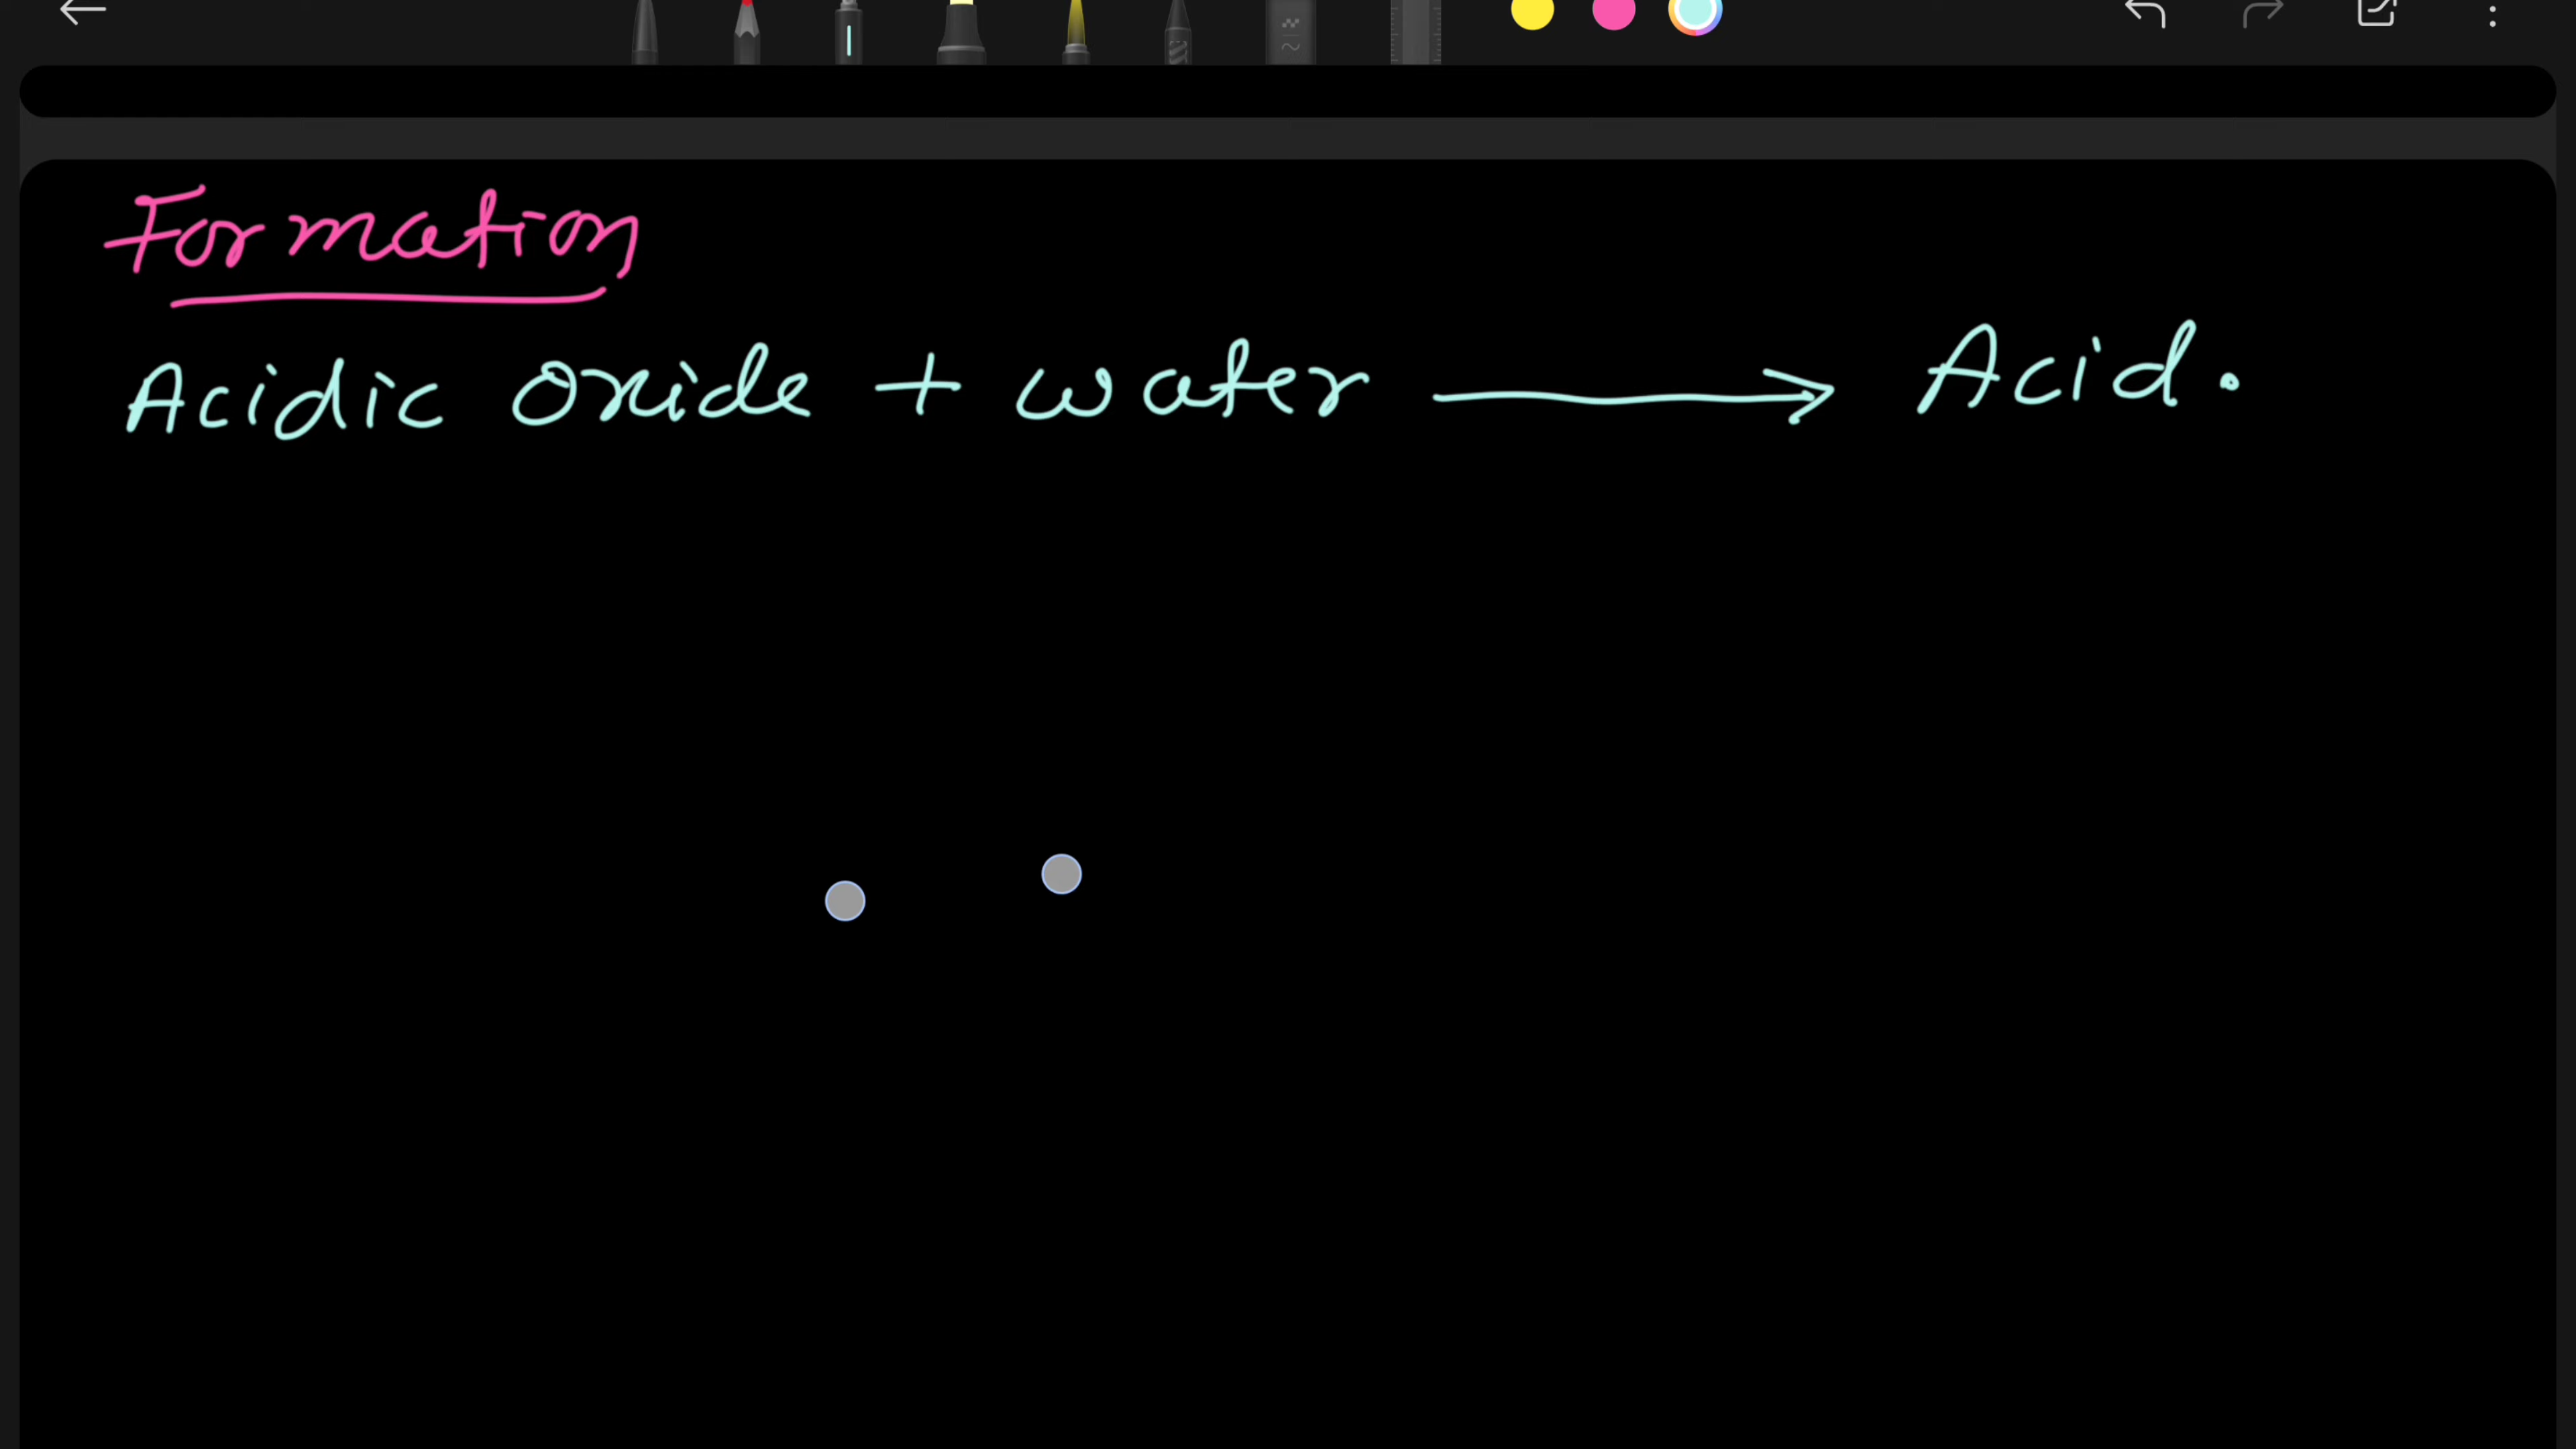 Formation
Acidic oxide + water ⟶ Acid.